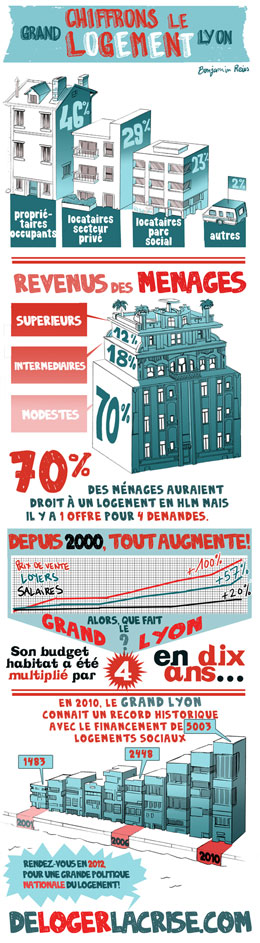 CHIFFRONS LE
GRAND LOGEMENT LYON
Benjamin Reiss
46%
29%
23%
2%
proprié-
taires
occupants
locataires
secteur
privé
locataires
parc
social
autres
REVENUS DES MENAGES
SUPERIEURS
12%
INTERMEDIAIRES
18%
MODESTES
70%
70%
DES MÉNAGES AURAIENT
DROIT À UN LOGEMENT EN HLM MAIS
IL Y A 1 OFFRE POUR 4 DEMANDES.
DEPUIS 2000, TOUT AUGMENTE!
PRIX DE VENTE
LOYERS
SALAIRES
+100%
+57%
+20%
ALORS, QUE FAIT
LE
GRAND LYON
?
Son budget
habitat a été
multiplié par
4
en dix
ans...
EN 2010, LE GRAND LYON
CONNAIT UN RECORD HISTORIQUE
AVEC LE FINANCEMENT DE 5003
LOGEMENTS SOCIAUX
1483
2448
2001
2006
2010
RENDEZ-VOUS EN 2012,
POUR UNE GRANDE POLITIQUE
NATIONALE DU LOGEMENT!
DELOGERLACRISE.COM